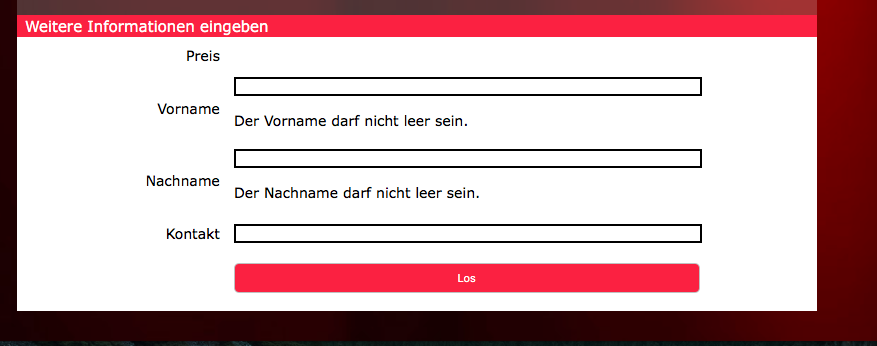 Weitere Informationen eingeben
Preis
Vorname
Der Vorname darf nicht leer sein.
Nachname
Der Nachname darf nicht leer sein.
Kontakt
Los